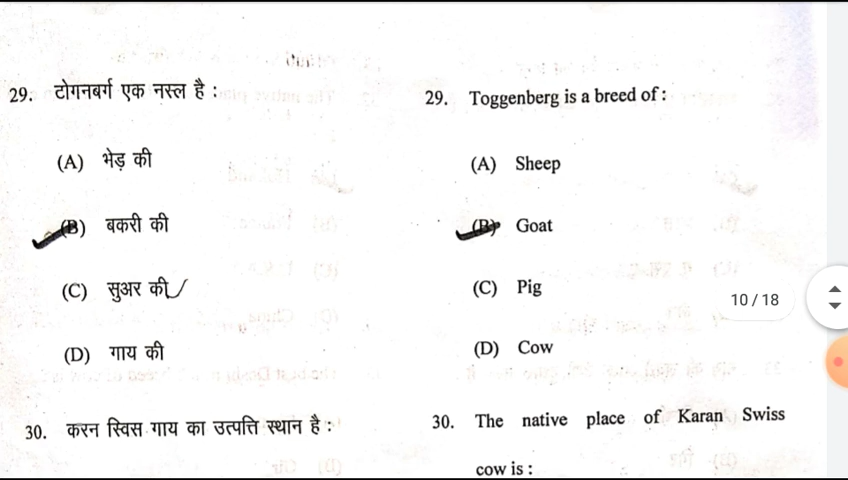 29. टोगनबर्ग एक नस्ल है :
(A) भेड़ की
(B) बकरी की
(C) सुअर की
(D) गाय की
30. करन स्विस गाय का उत्पत्ति स्थान है :
29. Toggenberg is a breed of :
(A) Sheep
(B) Goat
(C) Pig
(D) Cow
30. The native place of Karan Swiss
cow is :
10 / 18